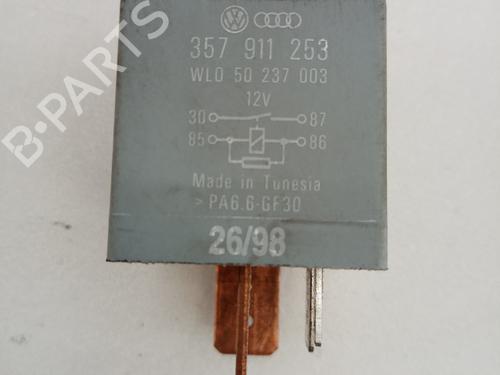 357 911 253
WLO 50 237 003
12V
30 87
85 86
Made in Tunesia
>PA6.6-GF30
26/98
B-PARTS
B-PARTS